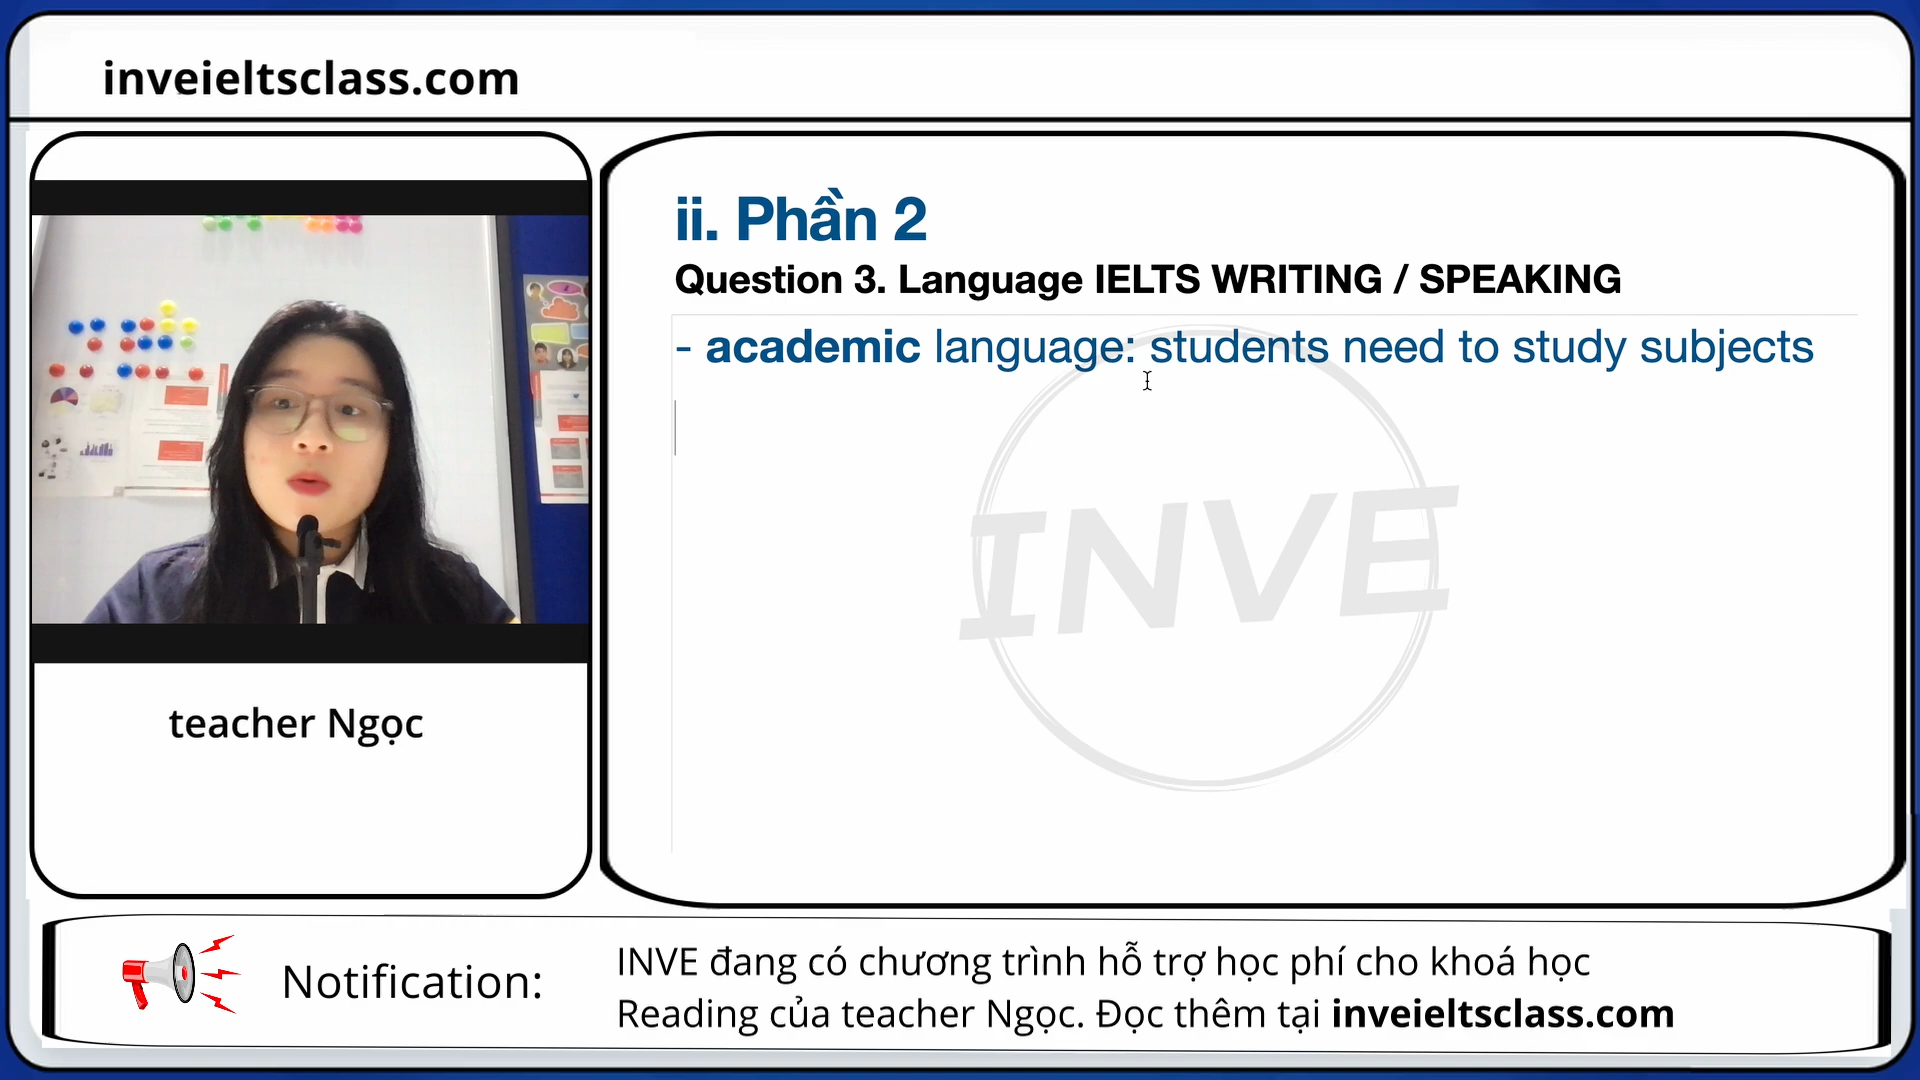 inveieltsclass.com
ii. Phần 2
Question 3. Language IELTS WRITING / SPEAKING
- academic language: students need to study subjects
INVE
teacher Ngọc
Notification:
INVE đang có chương trình hỗ trợ học phí cho khoá học
Reading của teacher Ngọc. Đọc thêm tại inveieltsclass.com